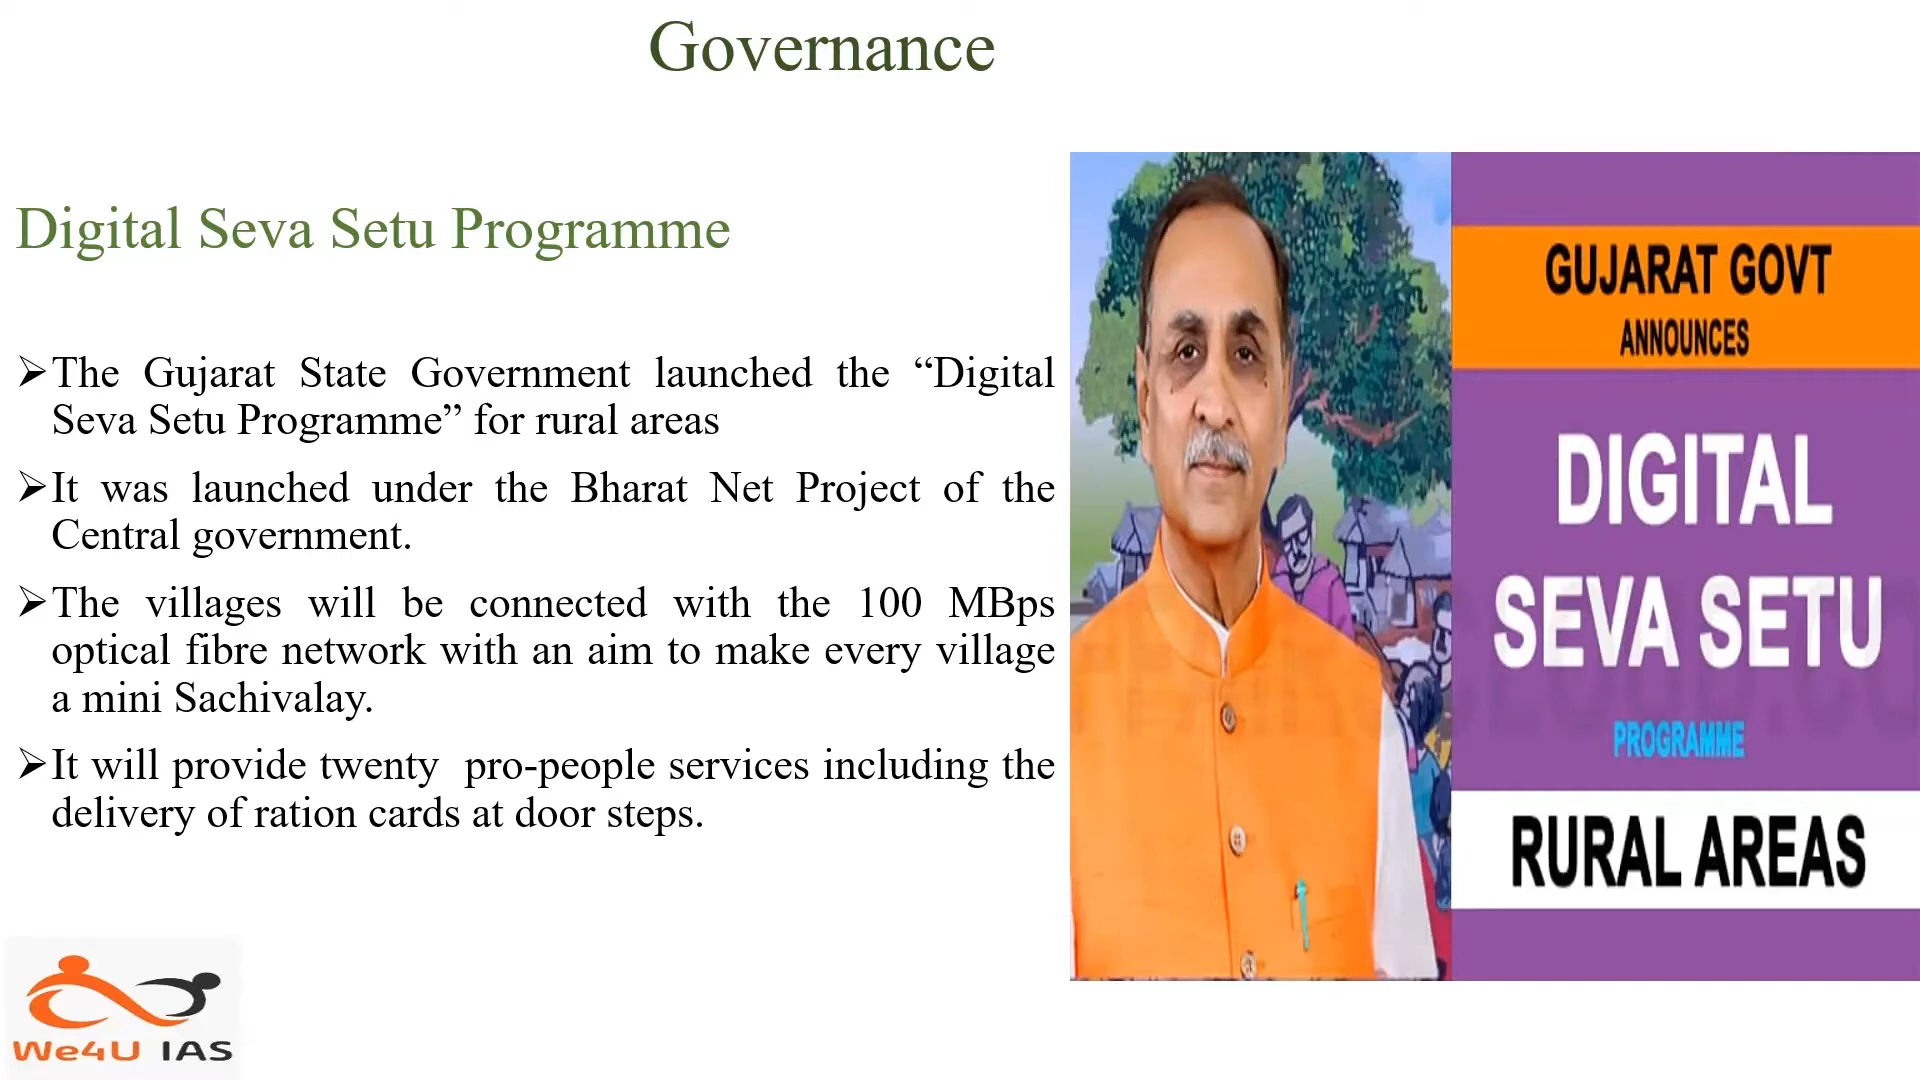 Governance
Digital Seva Setu Programme
➢The Gujarat State Government launched the “Digital
Seva Setu Programme” for rural areas
➢It was launched under the Bharat Net Project of the
Central government.
➢The villages will be connected with the 100 MBps
optical fibre network with an aim to make every village
a mini Sachivalay.
➢It will provide twenty pro-people services including the
delivery of ration cards at door steps.
GUJARAT GOVT
ANNOUNCES
DIGITAL
SEVA SETU
PROGRAMME
RURAL AREAS
We4U IAS